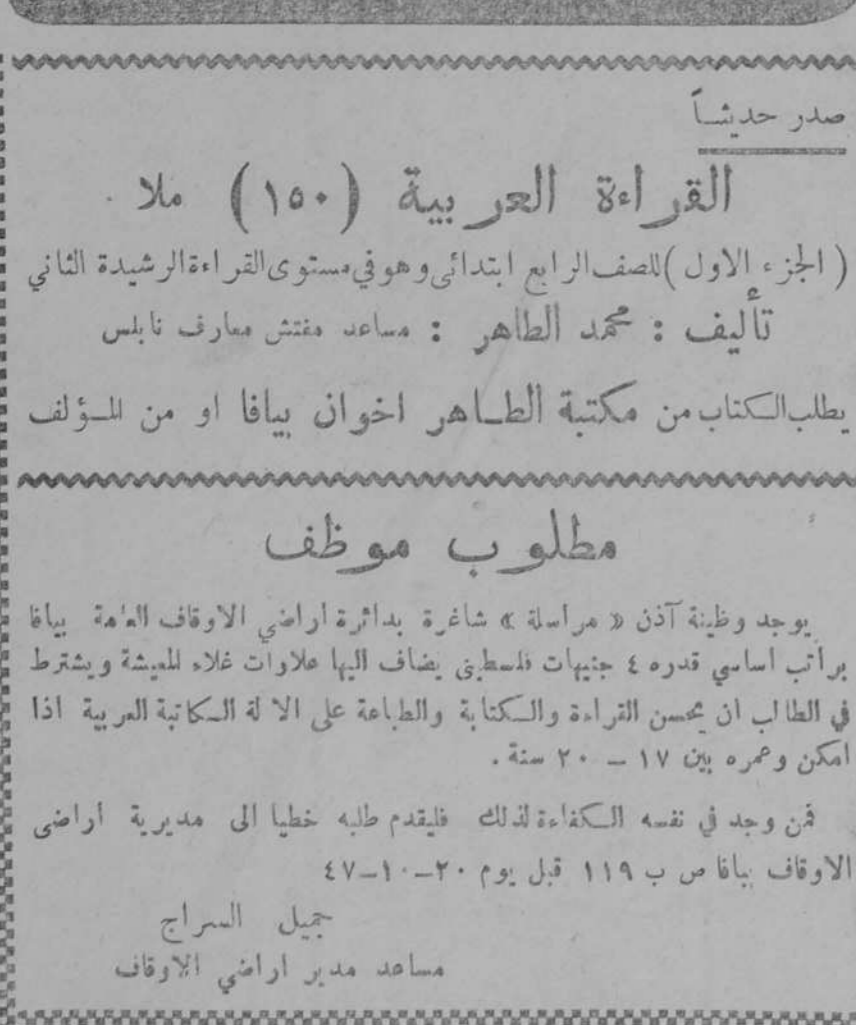 صدر حديثاً
القراءة العربية (١٥٠) ملا
( الجزء الاول ) للصف الرابع ابتدائى وهو في مستوى القراءة الرشيدة الثاني
تأليف : محمد الطاهر : مساعد مفتش معارف نابلس
يطلب الكتاب من مكتبة الطاهر اخوان بيافا او من المؤلف
مطلوب موظف
يوجد وظيفة آذن « مراسلة » شاغرة بدائرة اراضي الاوقاف العامة بيافا
براتب اساسي قدره ٤ جنيهات فلسطينى يضاف اليها علاوات غلاء المعيشة ويشترط
في الطالب ان يحسن القراءة والكتابة والطباعة على الالة الكاتبة العربية اذا
امكن وعمره بين ١٧ – ٢٠ سنة .
فمن وجد في نفسه الكفاءة لذلك فليقدم طلبه خطيا الى مديرية اراضى
الاوقاف بيافا ص ب ١١٩ قبل يوم ٢٠–١٠–٤٧
جميل السراج
مساعد مدير اراضي الاوقاف